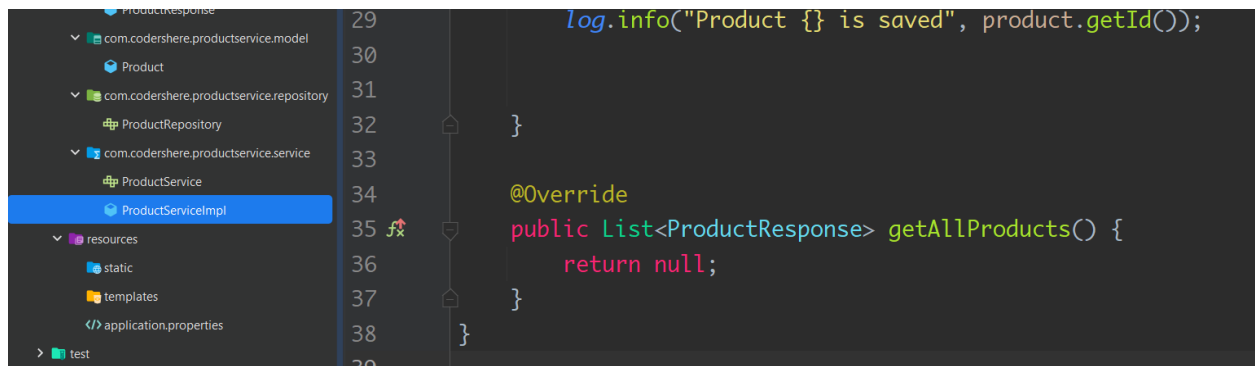 ProductResponse
com.codershere.productservice.model
Product
com.codershere.productservice.repository
ProductRepository
com.codershere.productservice.service
ProductService
ProductServiceImpl
resources
static
templates
application.properties
test
29 log.info("Product {} is saved", product.getId());
30
31
32 }
33
34 @Override
35 public List<ProductResponse> getAllProducts() {
36 return null;
37 }
38 }
39